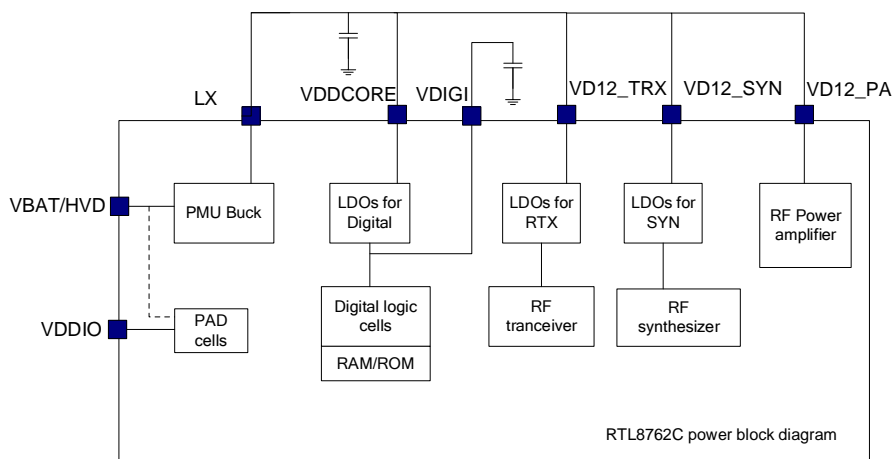 LX
VDDCORE
VDIGI
VD12_TRX
VD12_SYN
VD12_PA
VBAT/HVD
PMU Buck
LDOs for
Digital
LDOs for
RTX
LDOs for
SYN
RF Power
amplifier
VDDIO
PAD
cells
Digital logic
cells
RAM/ROM
RF
tranceiver
RF
synthesizer
RTL8762C power block diagram